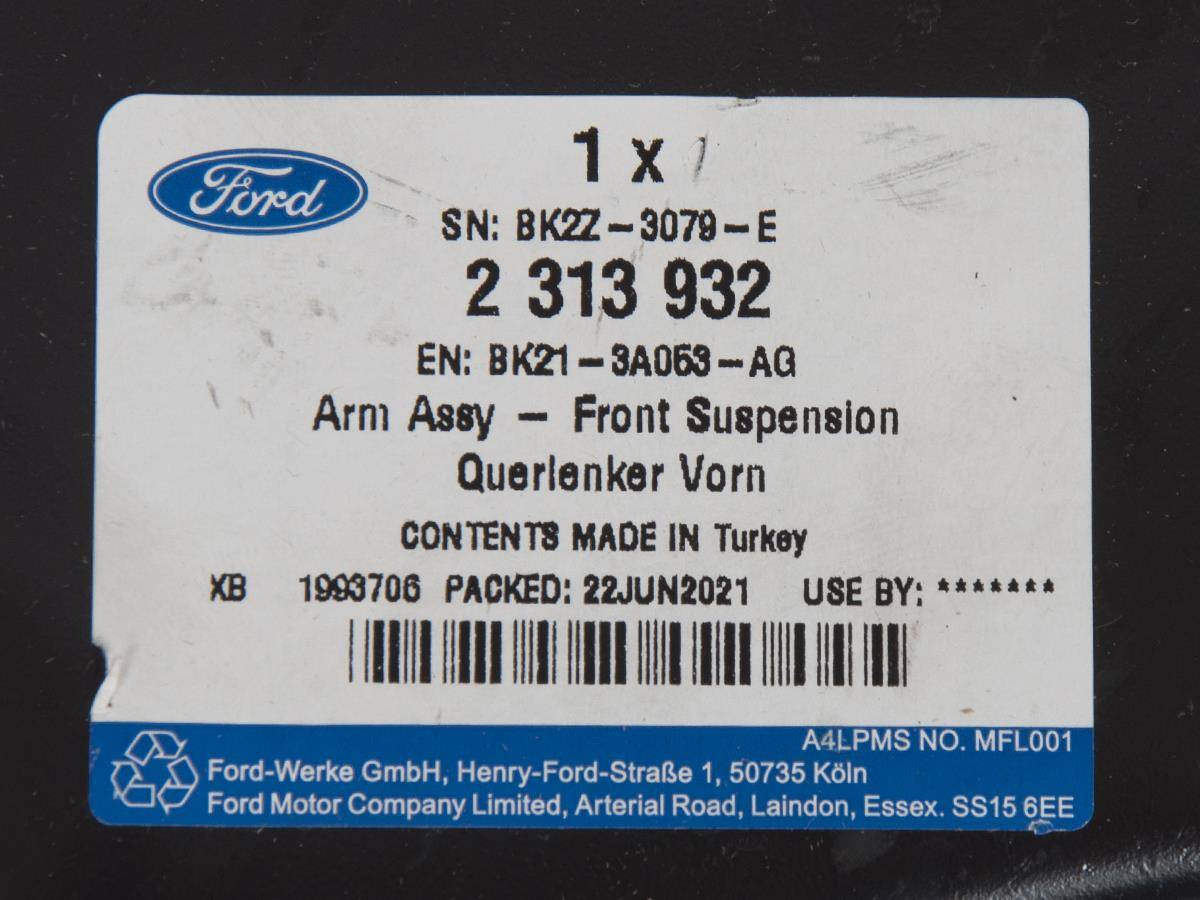 Ford
1 x
SN: BK2Z-3079-E
2 313 932
EN: BK21-3A053-AG
Arm Assy - Front Suspension
Querlenker Vorn
CONTENTS MADE IN Turkey
XB 1993706 PACKED: 22JUN2021 USE BY: *******
A4LPMS NO. MFL001
Ford-Werke GmbH, Henry-Ford-Straße 1, 50735 Köln
Ford Motor Company Limited, Arterial Road, Laindon, Essex. SS15 6EE